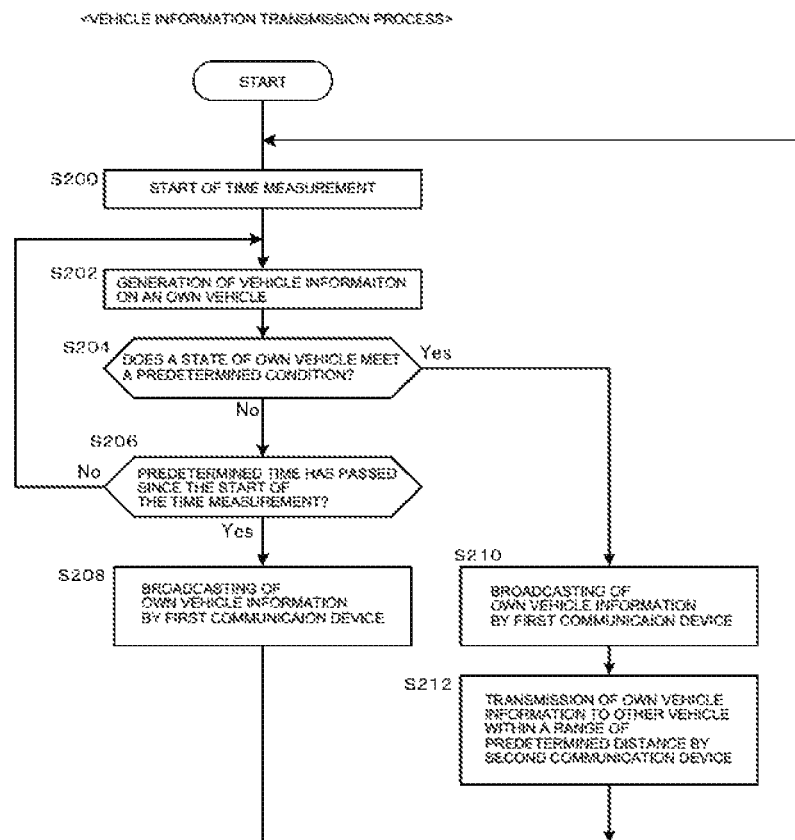 <VEHICLE INFORMATION TRANSMISSION PROCESS>
START
S200
START OF TIME MEASUREMENT
S202
GENERATION OF VEHICLE INFORMAITON
ON AN OWN VEHICLE
S204
DOES A STATE OF OWN VEHICLE MEET
A PREDETERMINED CONDITION?
Yes
No
S206
No
PREDETERMINED TIME HAS PASSED
SINCE THE START OF
THE TIME MEASUREMENT?
Yes
S208
BROADCASTING OF
OWN VEHICLE INFORMATION
BY FIRST COMMUNICAION DEVICE
S210
BROADCASTING OF
OWN VEHICLE INFORMATION
BY FIRST COMMUNICAION DEVICE
S212
TRANSMISSION OF OWN VEHICLE
INFORMATION TO OTHER VEHICLE
WITHIN A RANGE OF
PREDETERMINED DISTANCE BY
SECOND COMMUNICATION DEVICE